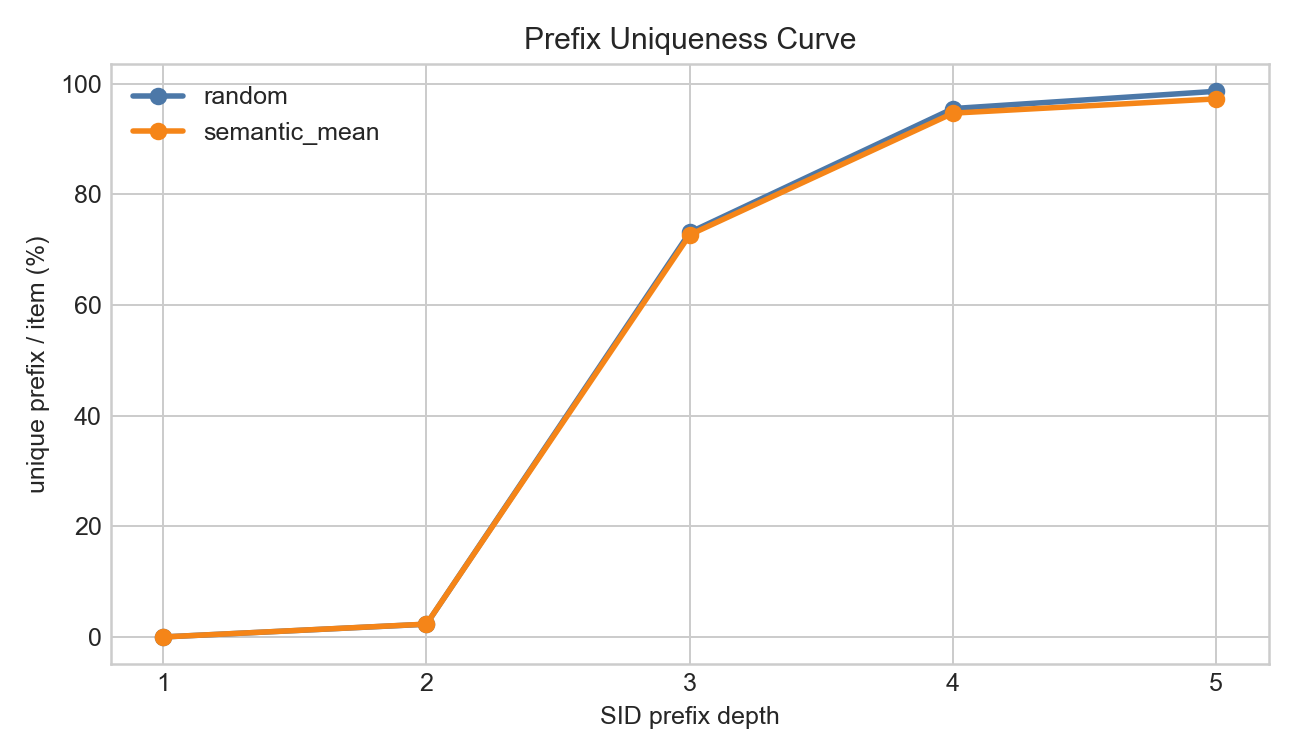 Prefix Uniqueness Curve
random
semantic_mean
unique prefix / item (%)
100
80
60
40
20
0
1 2 3 4 5
SID prefix depth